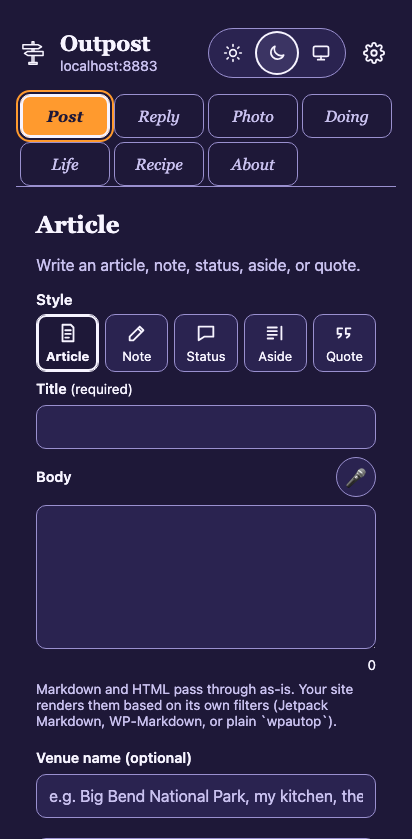 Outpost
localhost:8883
Post
Reply
Photo
Doing
Life
Recipe
About
Article
Write an article, note, status, aside, or quote.
Style
Article
Note
Status
Aside
Quote
Title (required)
Body
0
Markdown and HTML pass through as-is. Your site
renders them based on its own filters (Jetpack
Markdown, WP-Markdown, or plain `wpautop`).
Venue name (optional)
e.g. Big Bend National Park, my kitchen, the